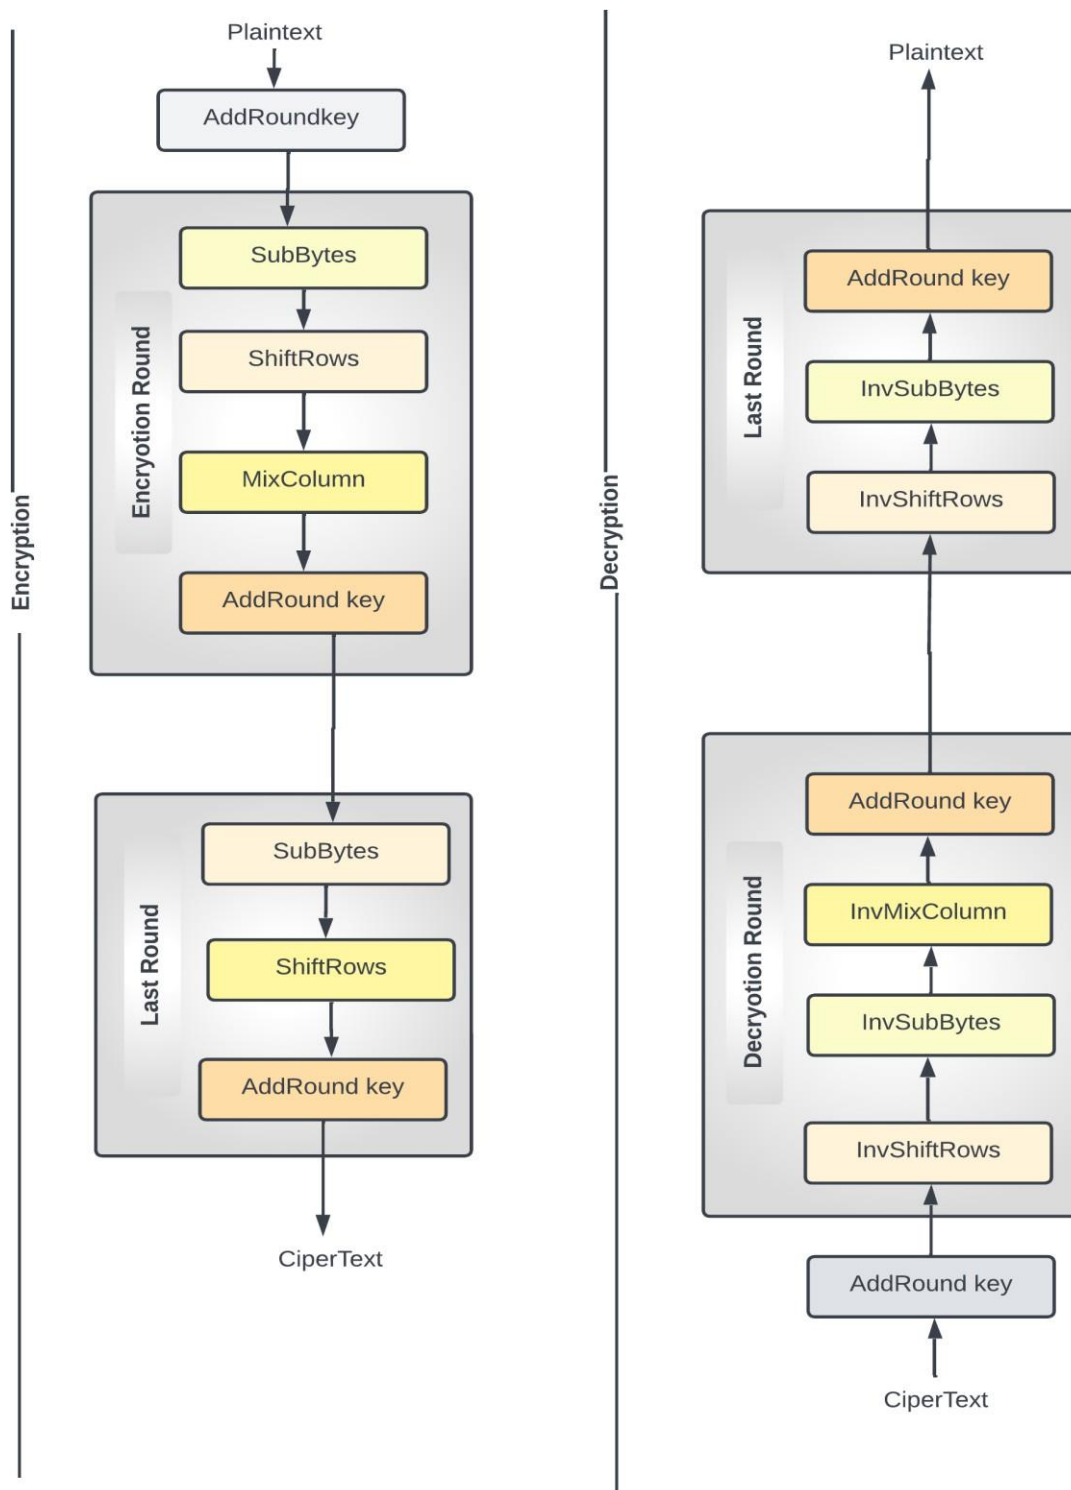 Encryption
Plaintext
AddRoundkey
Encryotion Round
SubBytes
ShiftRows
MixColumn
AddRound key
Last Round
SubBytes
ShiftRows
AddRound key
CiperText
Decryption
Plaintext
Last Round
AddRound key
InvSubBytes
InvShiftRows
Decryotion Round
AddRound key
InvMixColumn
InvSubBytes
InvShiftRows
AddRound key
CiperText